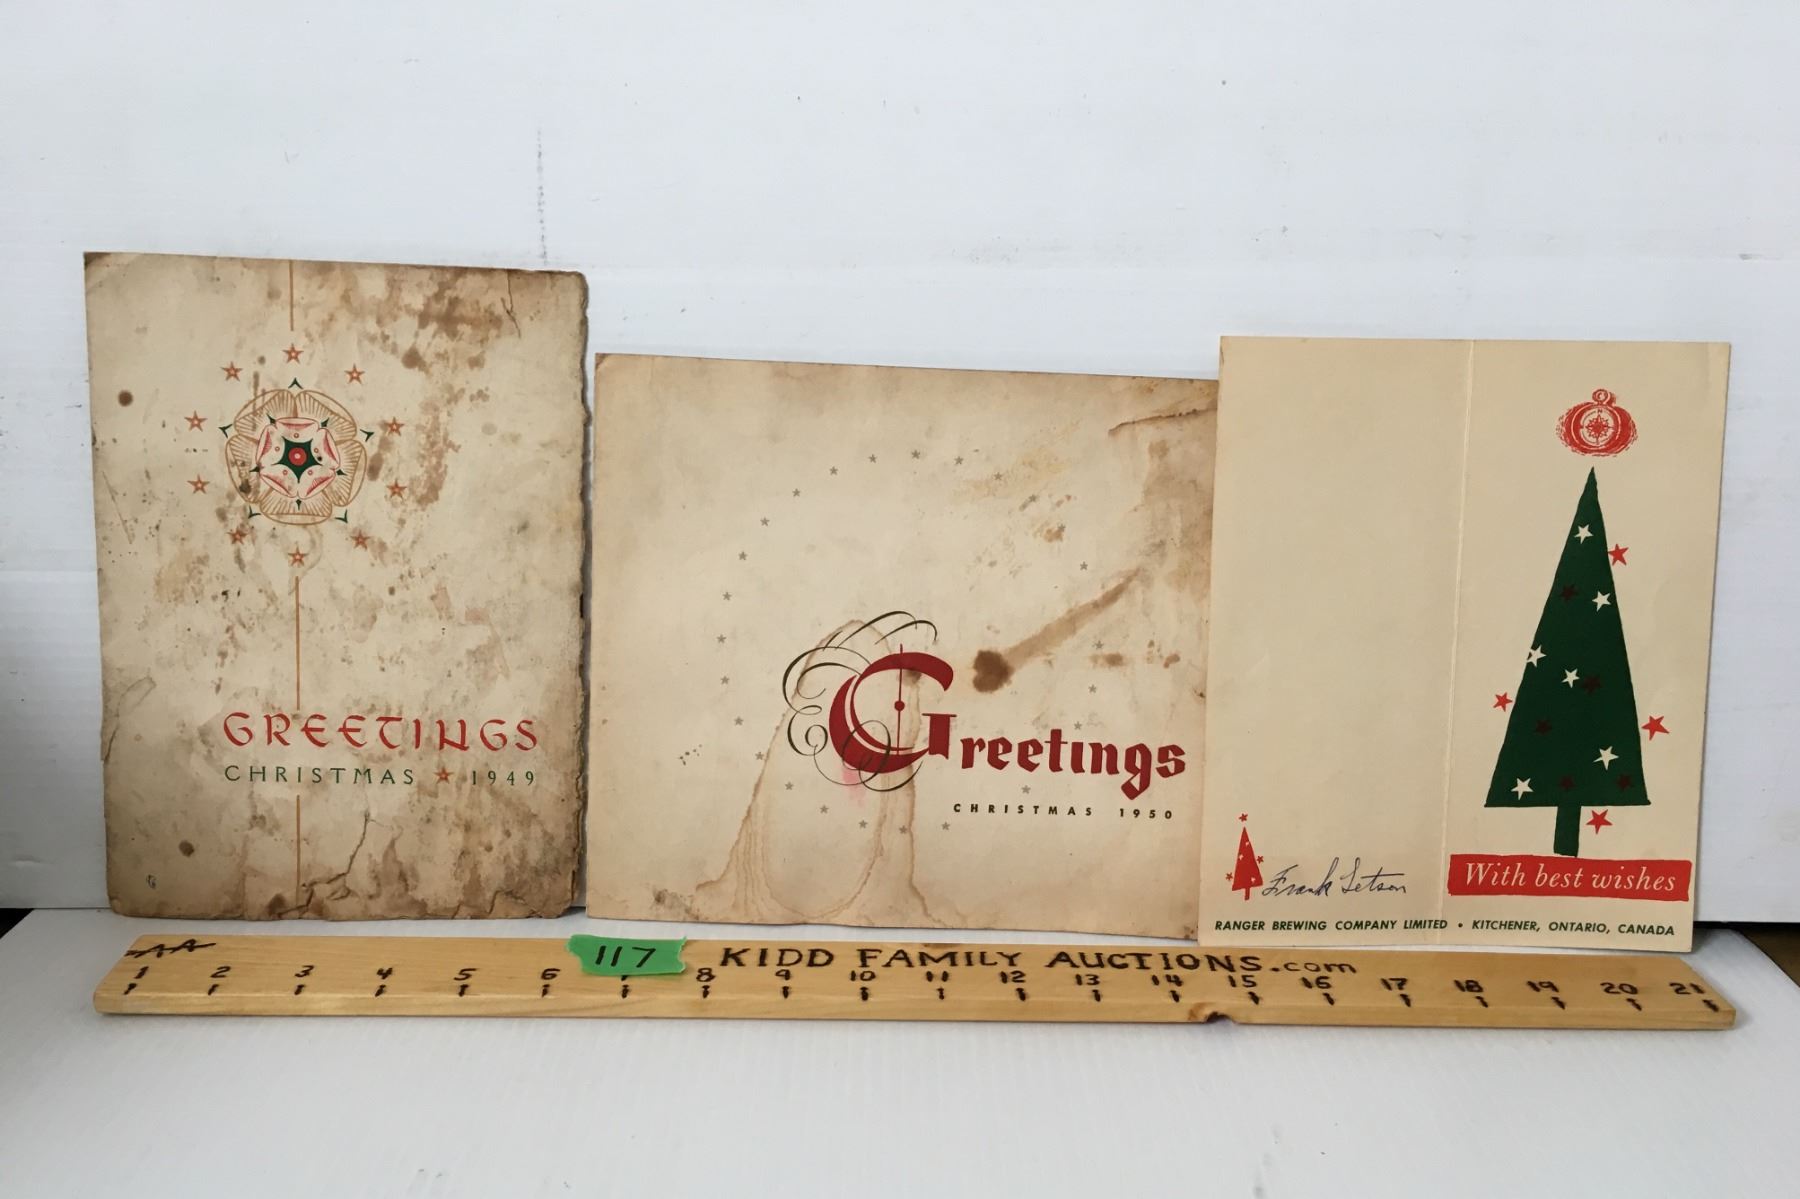 GREETINGS
CHRISTMAS ★ 1949
Greetings
CHRISTMAS 1950
With best wishes
Frank Letson
RANGER BREWING COMPANY LIMITED • KITCHENER, ONTARIO, CANADA
AA
117
KIDD FAMILY AUCTIONS.com
1 2 3 4 5 6 7 8 9 10 11 12 13 14 15 16 17 18 19 20 21